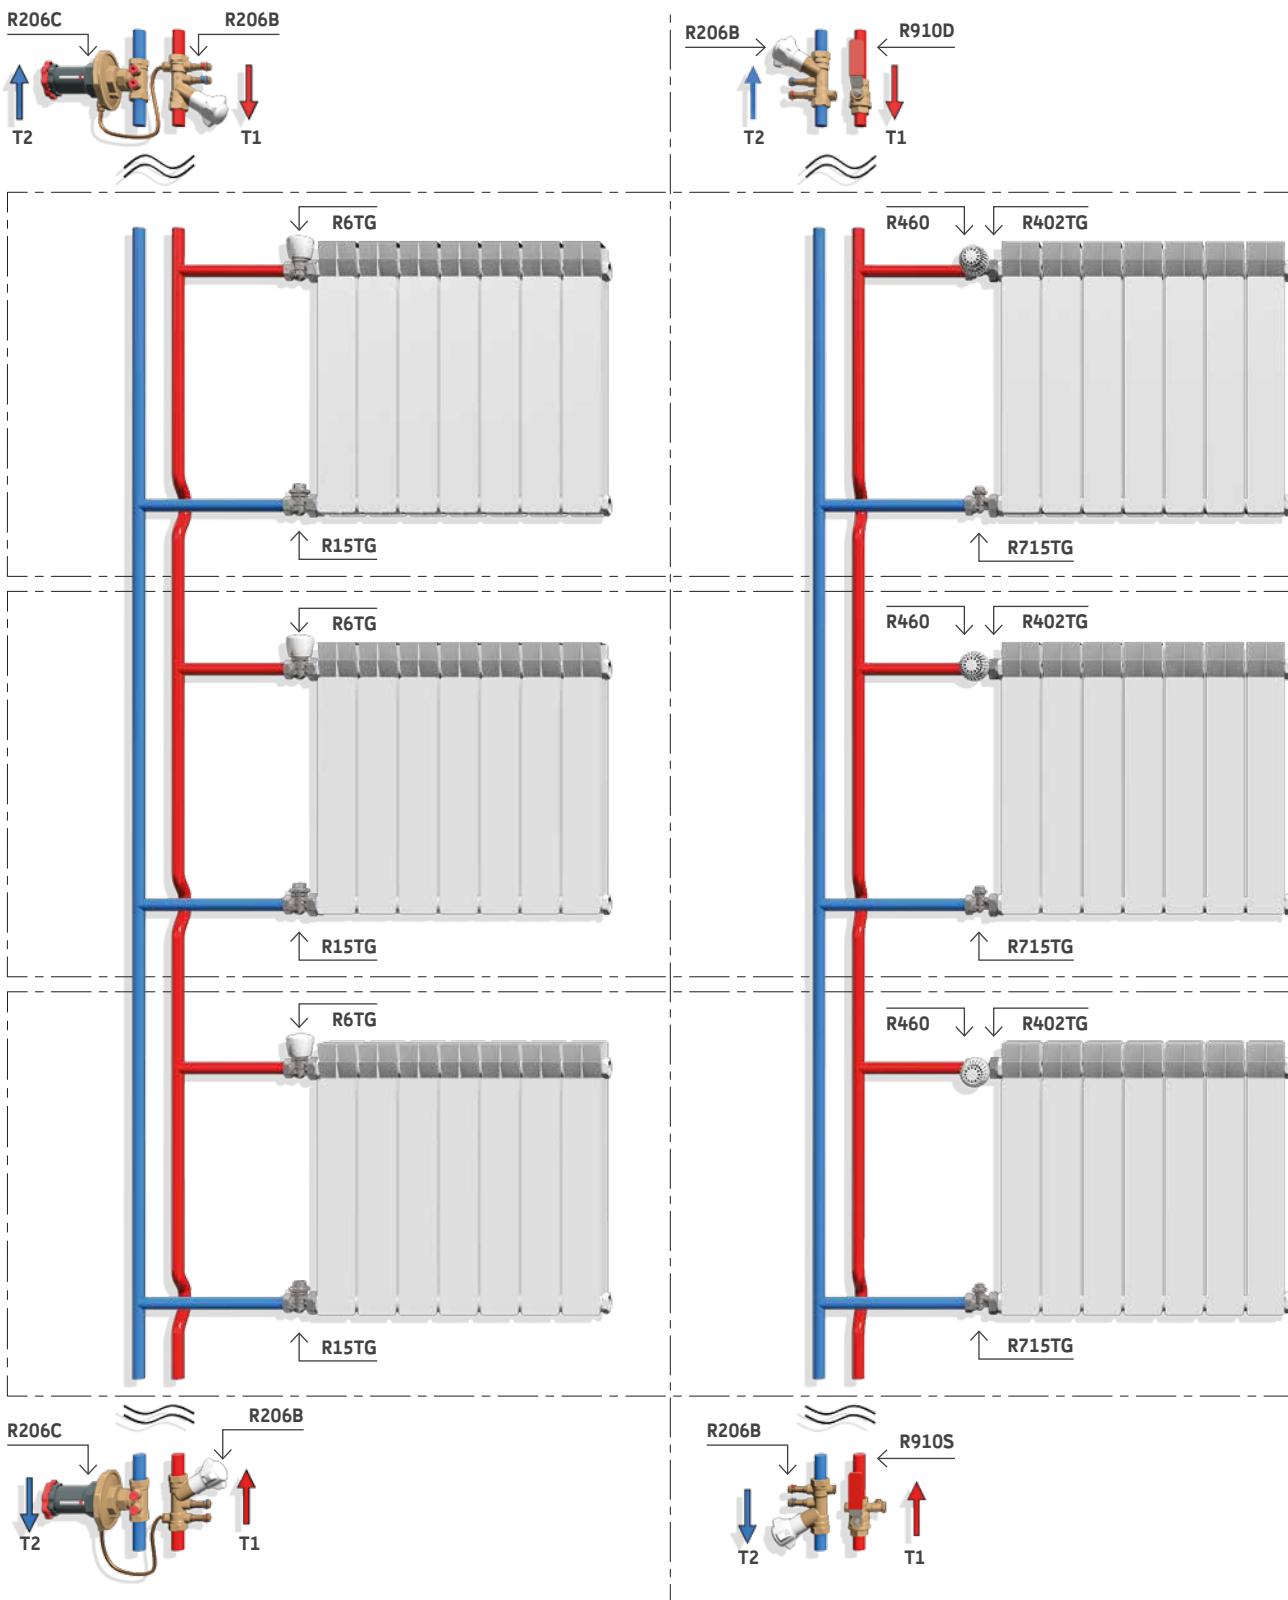 R206C
R206B
T2
T1
R206B
R910D
T2
T1
R6TG
R460
R402TG
R15TG
R715TG
R6TG
R460
R402TG
R15TG
R715TG
R6TG
R460
R402TG
R15TG
R715TG
R206C
R206B
T2
T1
R206B
R910S
T2
T1